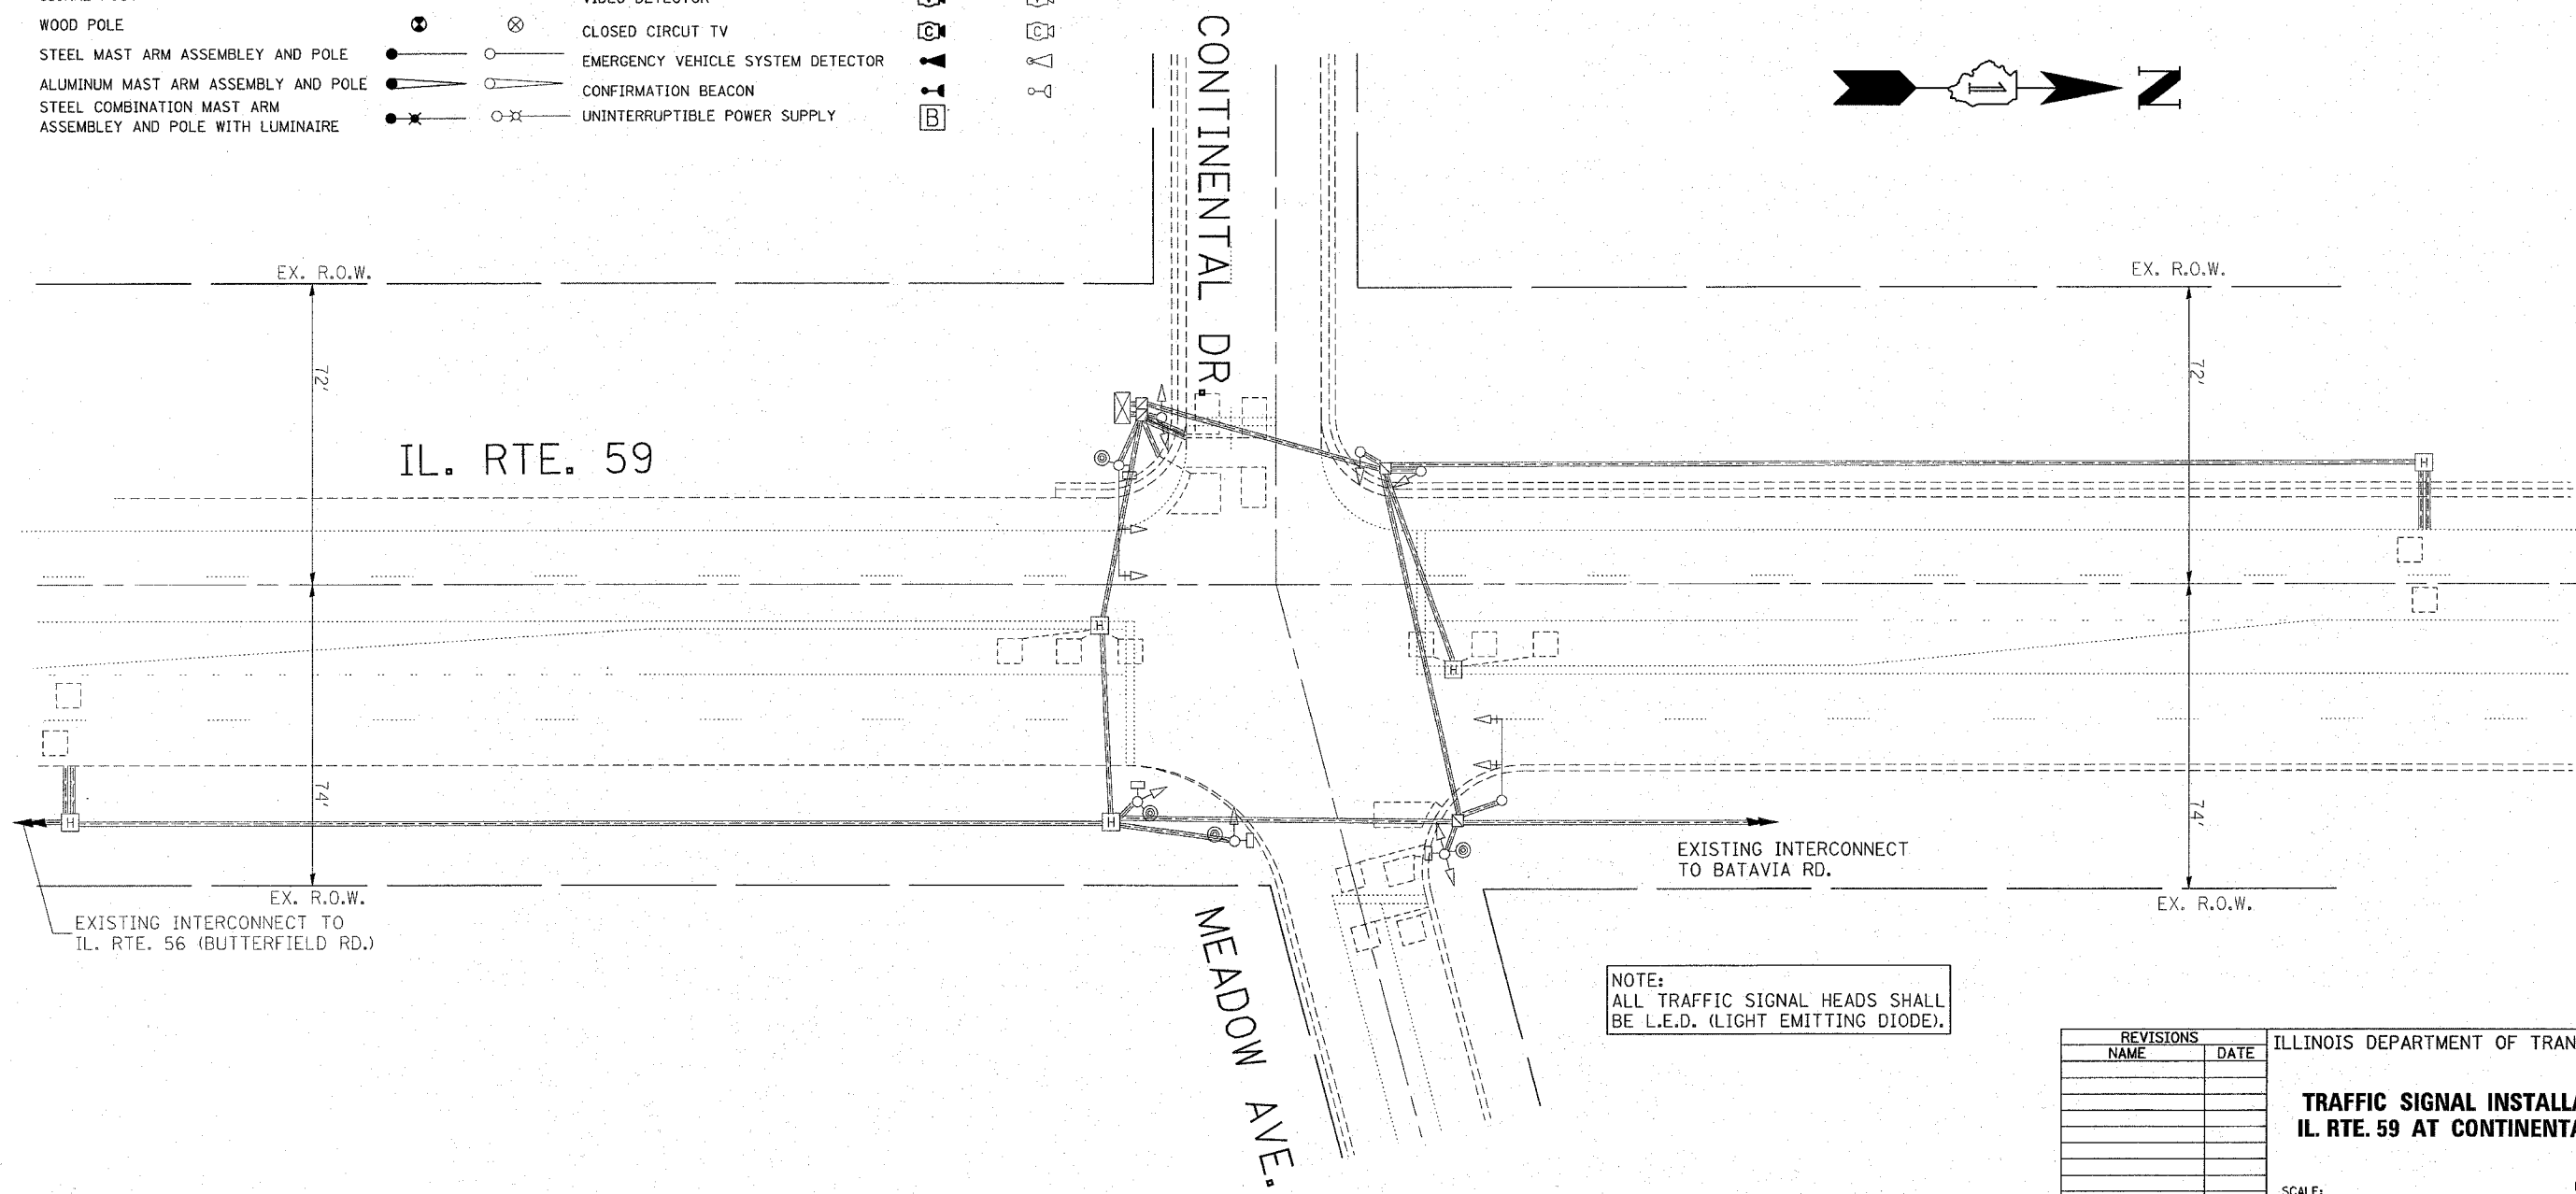 WOOD POLE
STEEL MAST ARM ASSEMBLEY AND POLE
ALUMINUM MAST ARM ASSEMBLY AND POLE
STEEL COMBINATION MAST ARM
ASSEMBLEY AND POLE WITH LUMINAIRE
VIDEO DETECTOR
CLOSED CIRCUT TV
C
C
EMERGENCY VEHICLE SYSTEM DETECTOR
CONFIRMATION BEACON
UNINTERRUPTIBLE POWER SUPPLY
B
CONTINENTAL DR.
N
EX. R.O.W.
EX. R.O.W.
72'
72'
IL. RTE. 59
H
H
H
H
H
74'
74'
EX. R.O.W.
EX. R.O.W.
EXISTING INTERCONNECT TO
IL. RTE. 56 (BUTTERFIELD RD.)
EXISTING INTERCONNECT
TO BATAVIA RD.
MEADOW AVE.
NOTE:
ALL TRAFFIC SIGNAL HEADS SHALL
BE L.E.D. (LIGHT EMITTING DIODE).
REVISIONS
NAME DATE
ILLINOIS DEPARTMENT OF TRAN
TRAFFIC SIGNAL INSTALLA
IL. RTE. 59 AT CONTINENTA
SCALE: